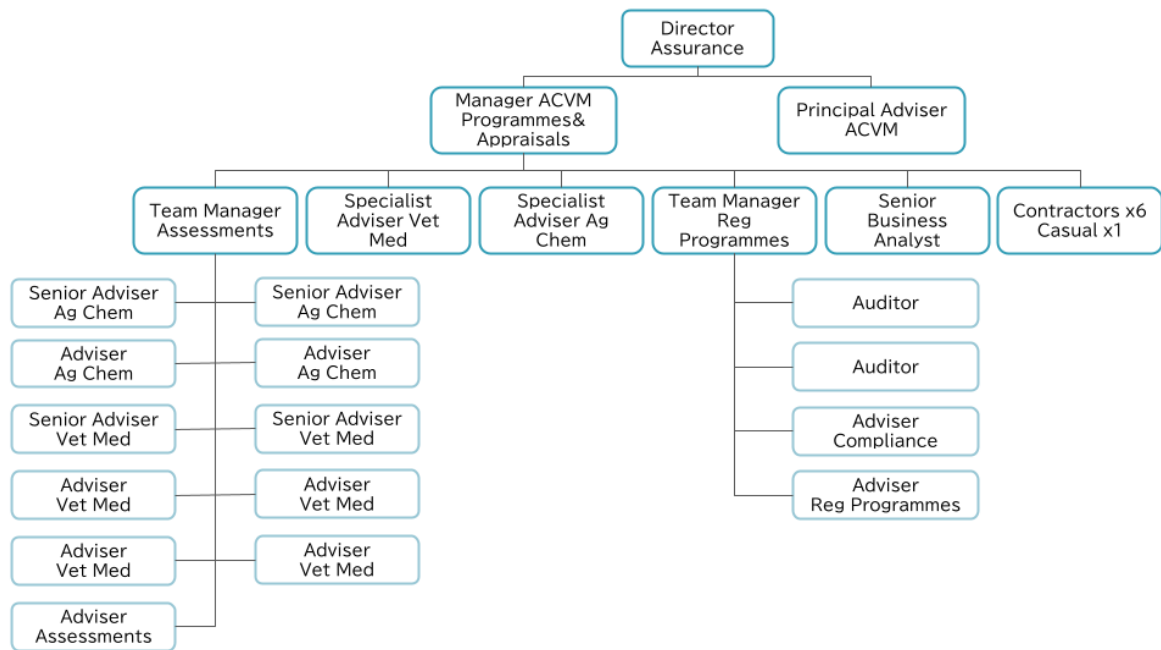 Director
Assurance
Manager ACVM
Programmes&
Appraisals
Principal Adviser
ACVM
Team Manager
Assessments
Specialist
Adviser Vet
Med
Specialist
Adviser Ag
Chem
Team Manager
Reg
Programmes
Senior
Business
Analyst
Contractors x6
Casual x1
Senior Adviser
Ag Chem
Senior Adviser
Ag Chem
Adviser
Ag Chem
Adviser
Ag Chem
Senior Adviser
Vet Med
Senior Adviser
Vet Med
Adviser
Vet Med
Adviser
Vet Med
Adviser
Vet Med
Adviser
Vet Med
Adviser
Assessments
Auditor
Auditor
Adviser
Compliance
Adviser
Reg Programmes